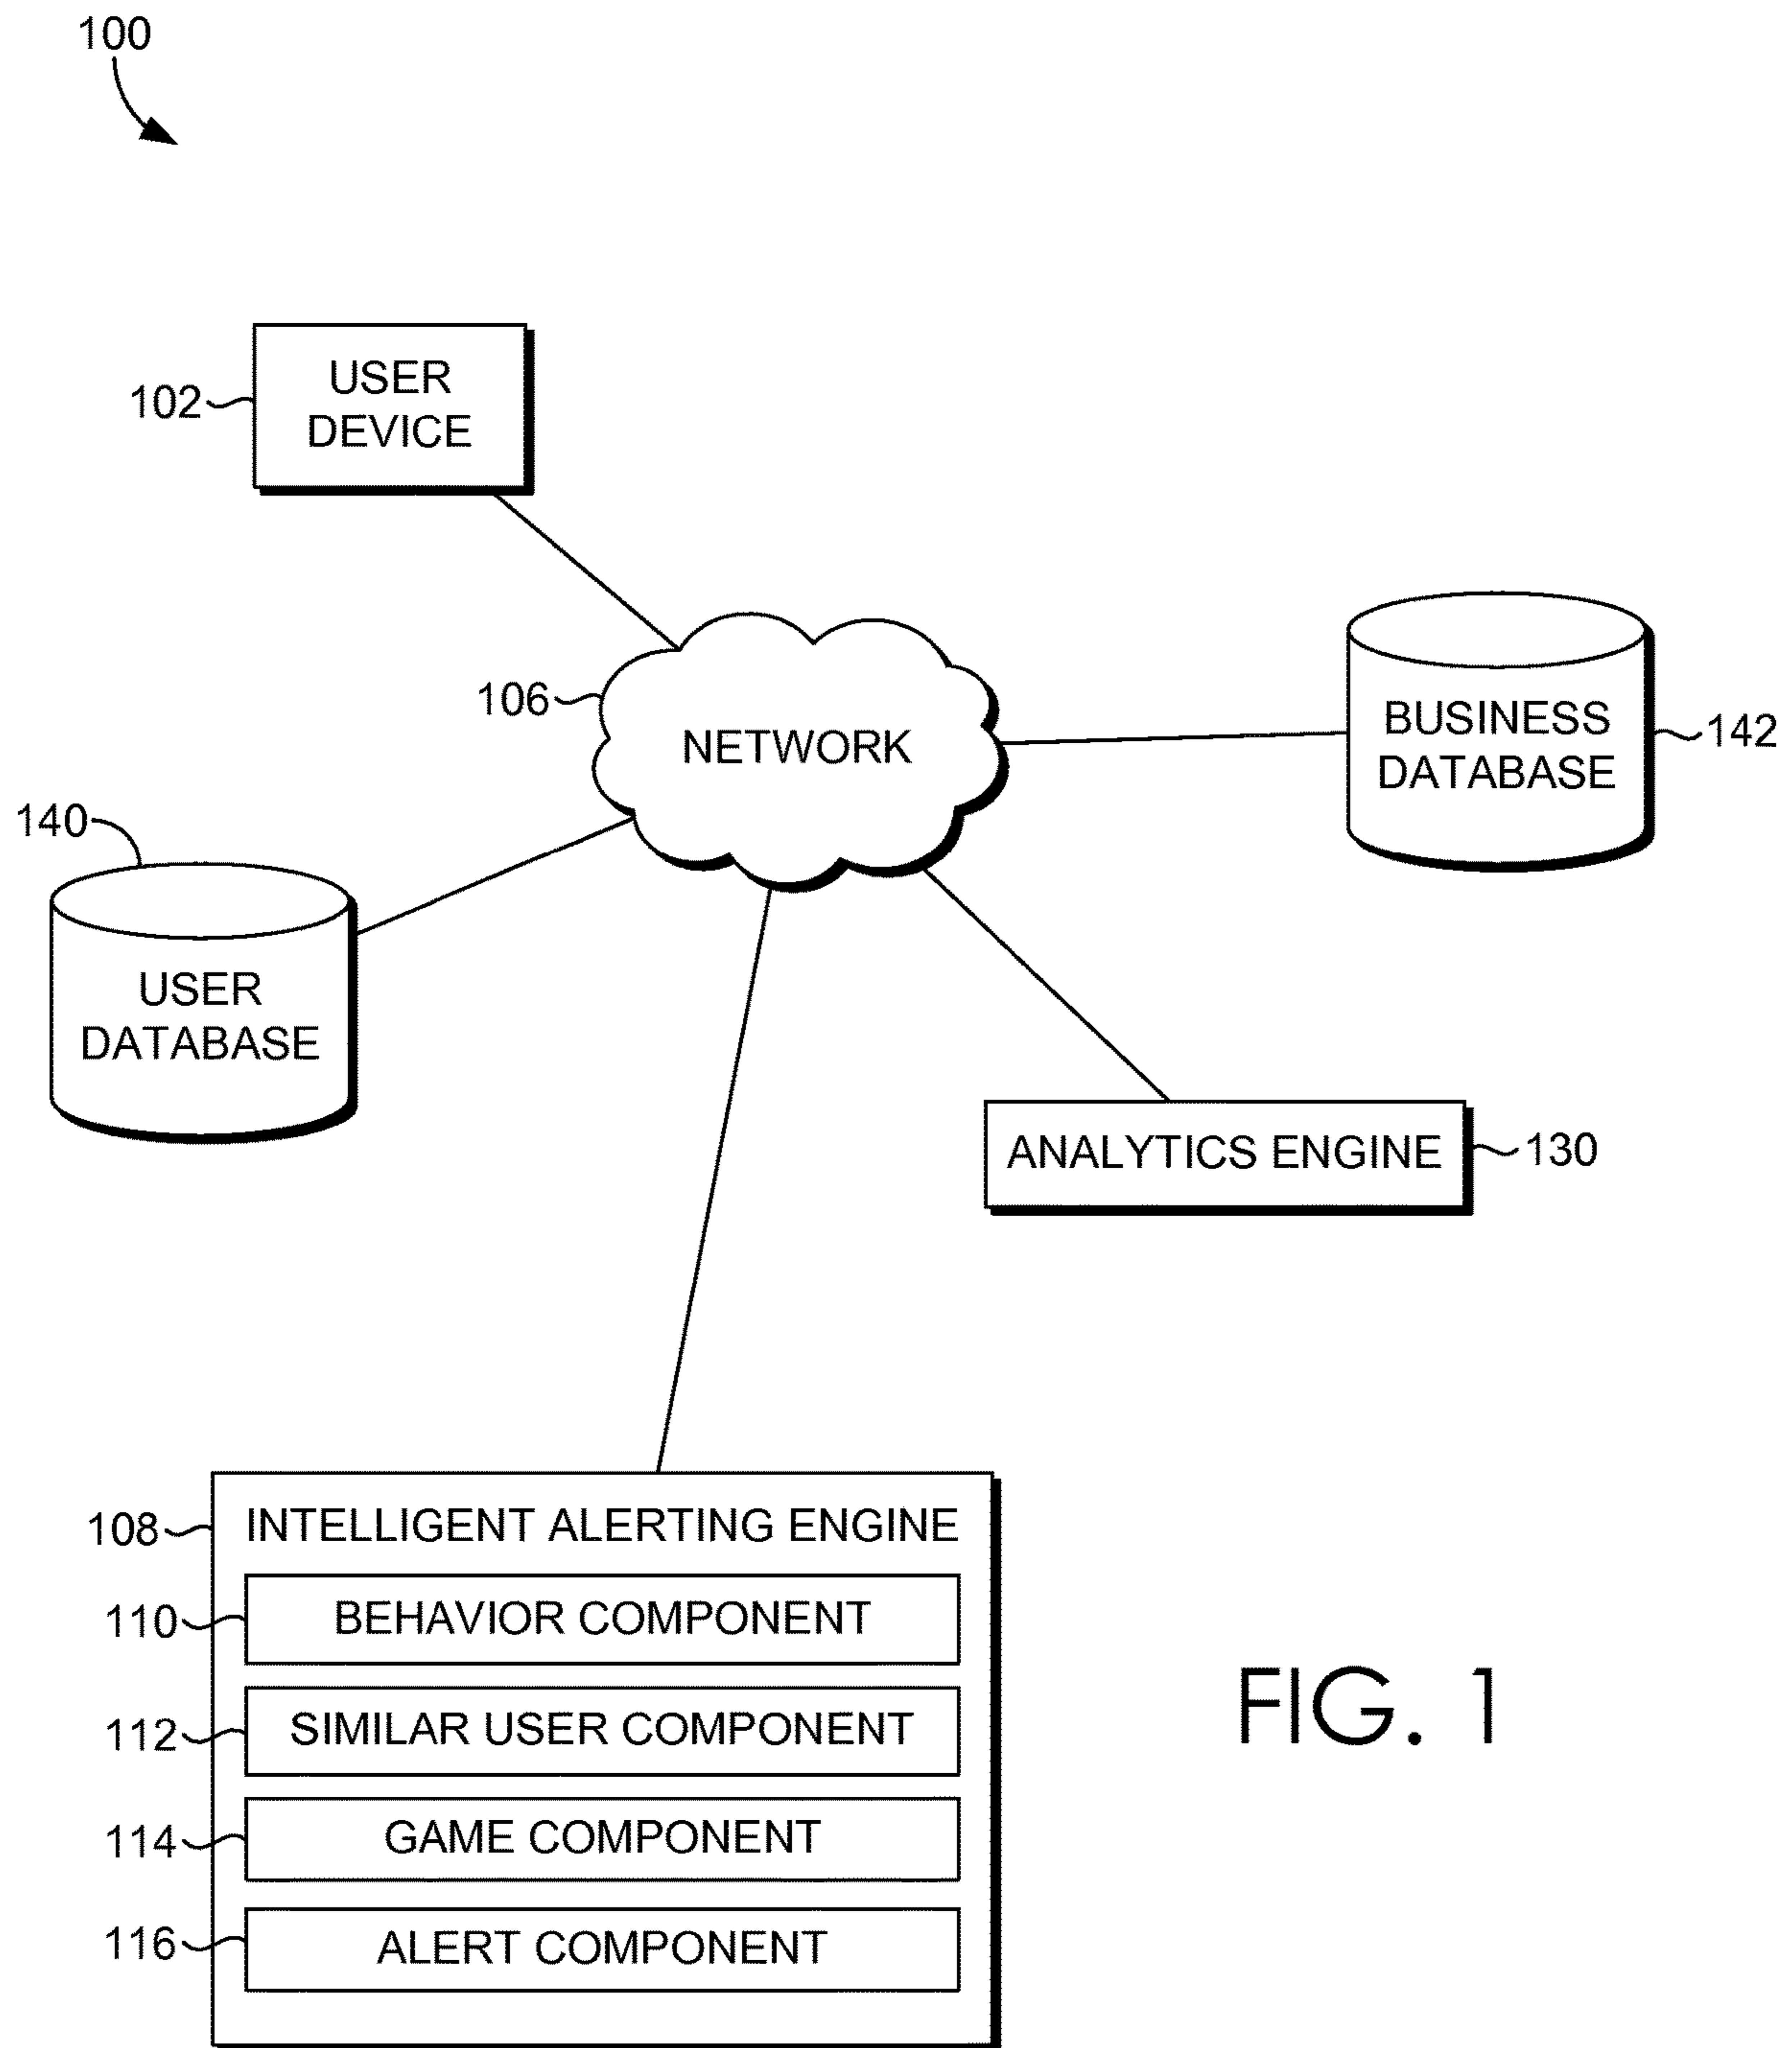 100
102
USER
DEVICE
106
NETWORK
BUSINESS
DATABASE
142
140
USER
DATABASE
ANALYTICS ENGINE
130
108
INTELLIGENT ALERTING ENGINE
110
BEHAVIOR COMPONENT
112
SIMILAR USER COMPONENT
114
GAME COMPONENT
116
ALERT COMPONENT
FIG. 1